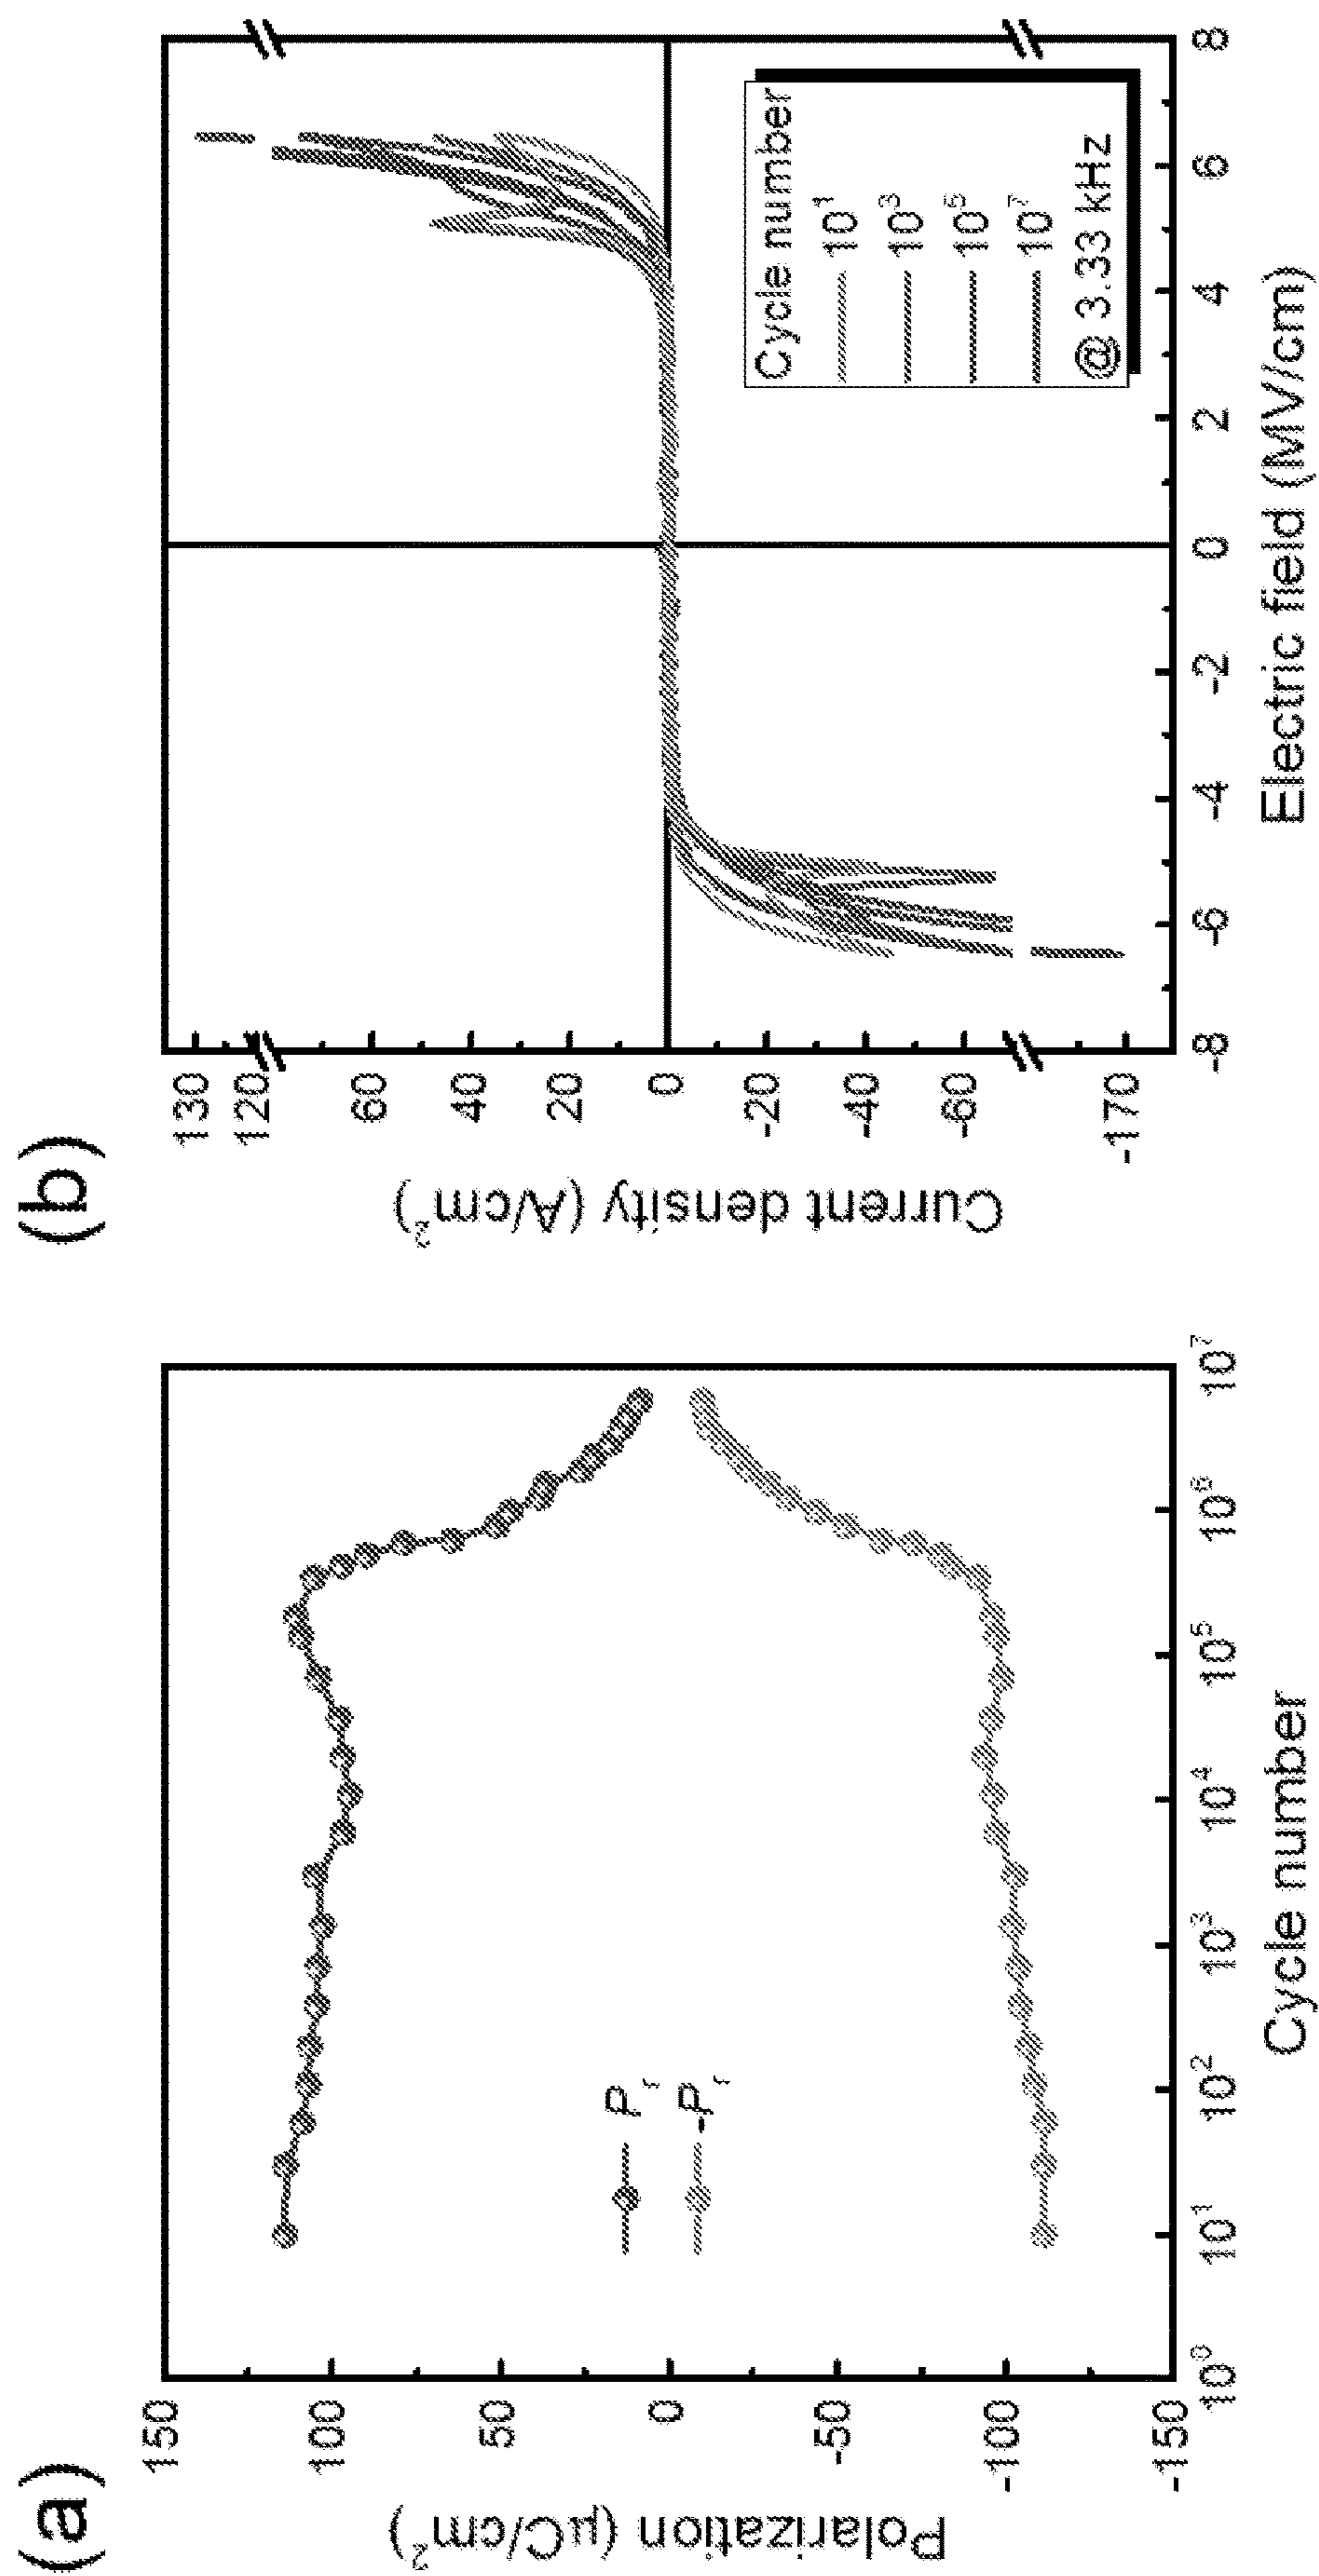 (a)
Polarization (μC/cm²)
150
100
50
0
-50
-100
-150
P_r
-P_r
10⁰ 10¹ 10² 10³ 10⁴ 10⁵ 10⁶ 10⁷
Cycle number
(b)
Current density (A/cm²)
130
120
60
40
20
0
-20
-40
-60
-170
Cycle number
10¹
10³
10⁵
10⁷
@ 3.33 kHz
-8 -6 -4 -2 0 2 4 6 8
Electric field (MV/cm)